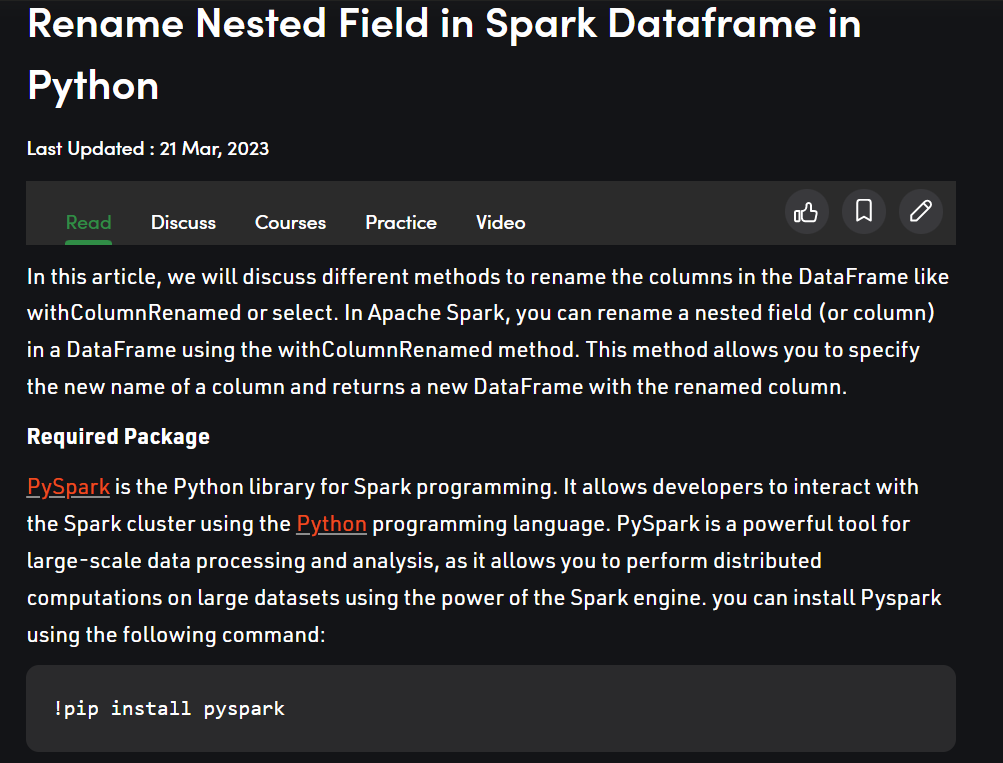 Rename Nested Field in Spark Dataframe in
Python
Last Updated : 21 Mar, 2023
Read Discuss Courses Practice Video
In this article, we will discuss different methods to rename the columns in the DataFrame like
withColumnRenamed or select. In Apache Spark, you can rename a nested field (or column)
in a DataFrame using the withColumnRenamed method. This method allows you to specify
the new name of a column and returns a new DataFrame with the renamed column.
Required Package
PySpark is the Python library for Spark programming. It allows developers to interact with
the Spark cluster using the Python programming language. PySpark is a powerful tool for
large-scale data processing and analysis, as it allows you to perform distributed
computations on large datasets using the power of the Spark engine. you can install Pyspark
using the following command:
!pip install pyspark